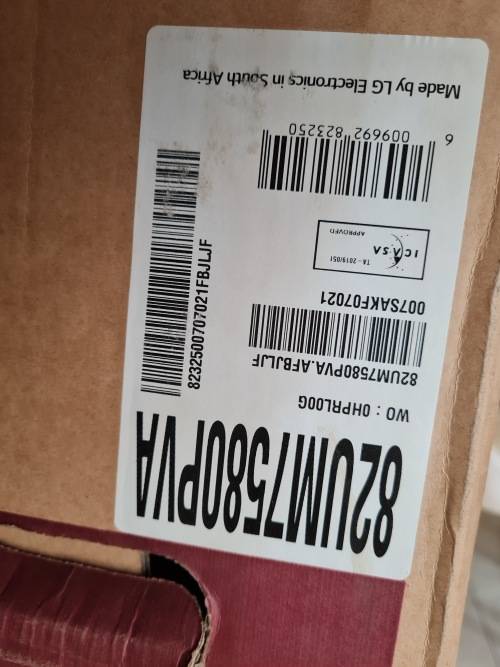 82UM7580PVA
WO : 0HPRL00G
82UM7580PVA.AFBJLJF
007SAKF07021
ICASA
TA - 2019/051
APPROVED
6 009692 823250
Made by LG Electronics in South Africa
8232500707021FBJLJF